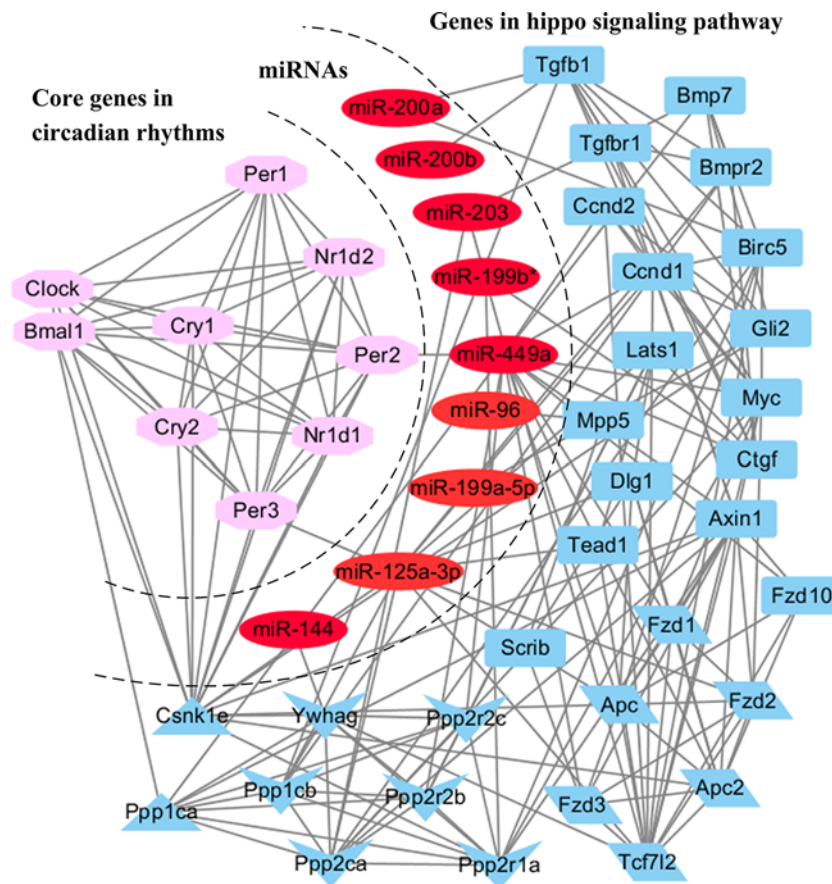 Genes in hippo signaling pathway
miRNAs
Core genes in
circadian rhythms
Tgfb1
Bmp7
miR-200a
Tgfbr1
Bmpr2
miR-200b
Per1
Ccnd2
miR-203
Birc5
Nr1d2
Ccnd1
miR-199b*
Clock
Bmal1
Cry1
Gli2
Per2
miR-449a
Lats1
Myc
miR-96
Mpp5
Cry2
Nr1d1
Ctgf
Dlg1
miR-199a-5p
Per3
Axin1
Tead1
miR-125a-3p
Fzd10
miR-144
Fzd1
Scrib
Csnk1e
Ywhag
Ppp2r2c
Apc
Fzd2
Ppp1cb
Ppp2r2b
Apc2
Ppp1ca
Fzd3
Ppp2ca
Ppp2r1a
Tcf7l2